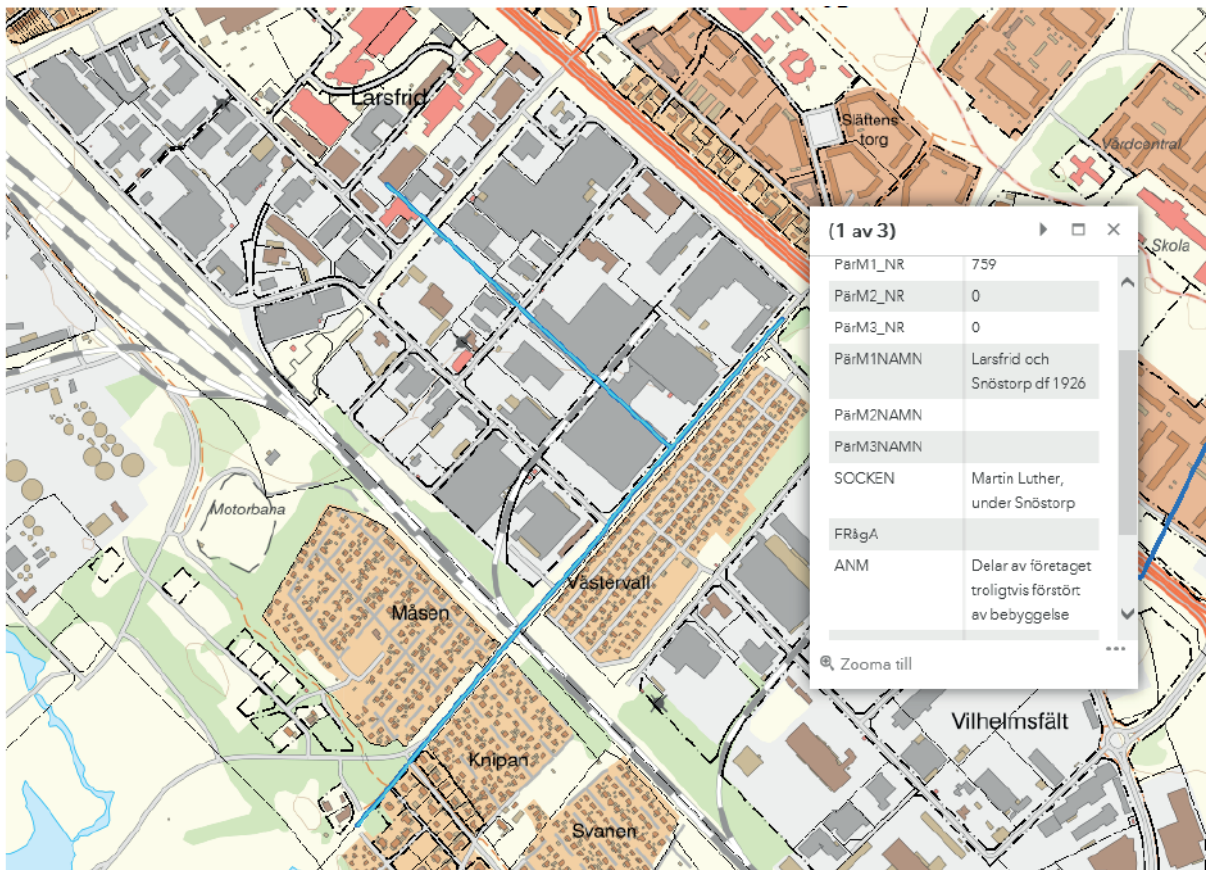 Larsfrid
Slättens
torg
Vårdcentral
Skola
(1 av 3)
PärM1_NR 759
PärM2_NR 0
PärM3_NR 0
PärM1NAMN Larsfrid och
Snöstorp df 1926
PärM2NAMN
PärM3NAMN
SOCKEN Martin Luther,
under Snöstorp
FRågA
ANM Delar av företaget
troligtvis förstört
av bebyggelse
Zooma till
Motorbana
Västervall
Måsen
Vilhelmsfält
Knipan
Svanen